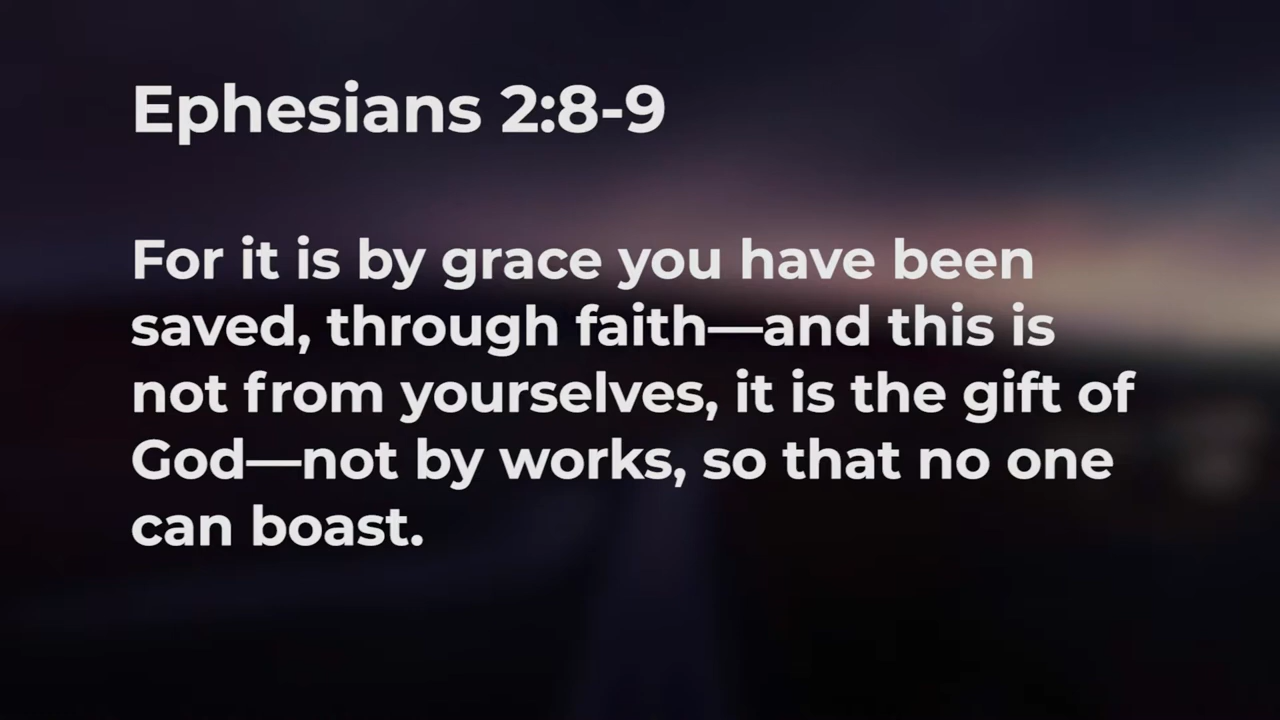 Ephesians 2:8-9
For it is by grace you have been
saved, through faith—and this is
not from yourselves, it is the gift of
God—not by works, so that no one
can boast.